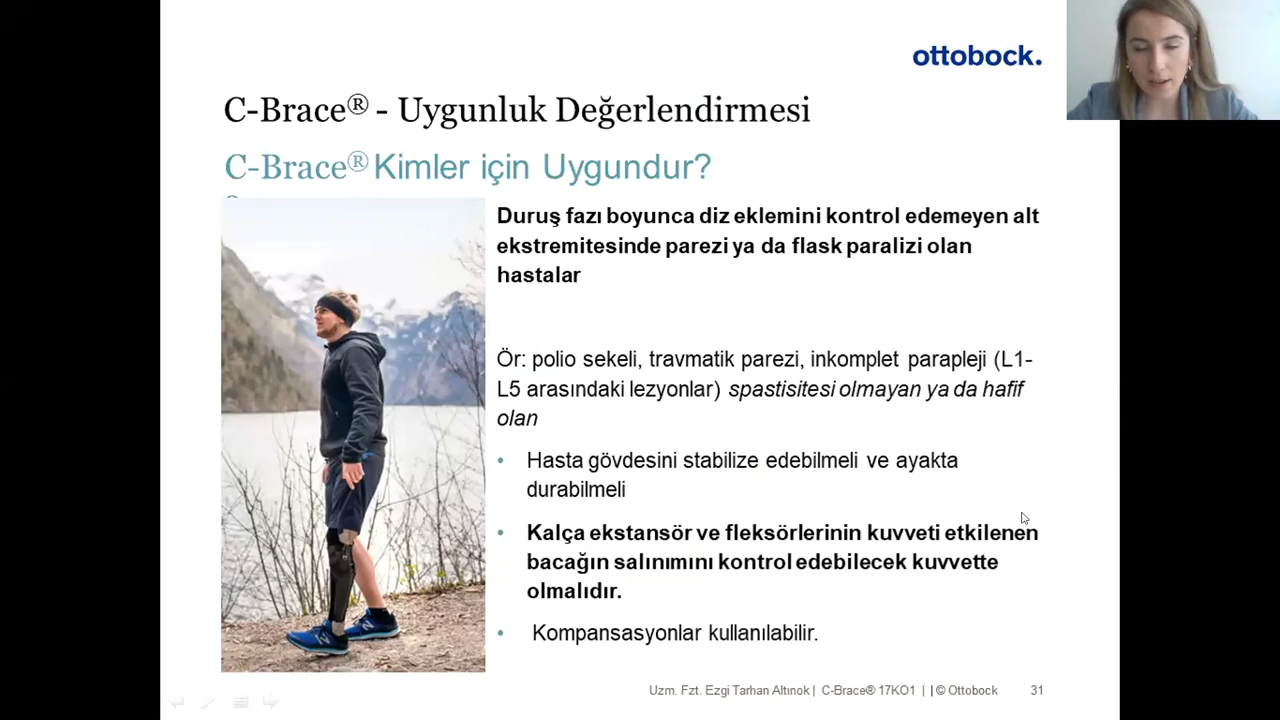 ottobock.
C-Brace® - Uygunluk Değerlendirmesi
C-Brace® Kimler için Uygundur?
Duruş fazı boyunca diz eklemini kontrol edemeyen alt
ekstremitesinde parezi ya da flask paralizi olan
hastalar
Ör: polio sekeli, travmatik parezi, inkomplet parapleji (L1-
L5 arasındaki lezyonlar) spastisitesi olmayan ya da hafif
olan
• Hasta gövdesini stabilize edebilmeli ve ayakta
durabilmeli
• Kalça ekstansör ve fleksörlerinin kuvveti etkilenen
bacağın salınımını kontrol edebilecek kuvvette
olmalıdır.
• Kompansasyonlar kullanılabilir.
Uzm. Fzt. Ezgi Tarhan Altınok | C-Brace® 17KO1 | | © Ottobock 31